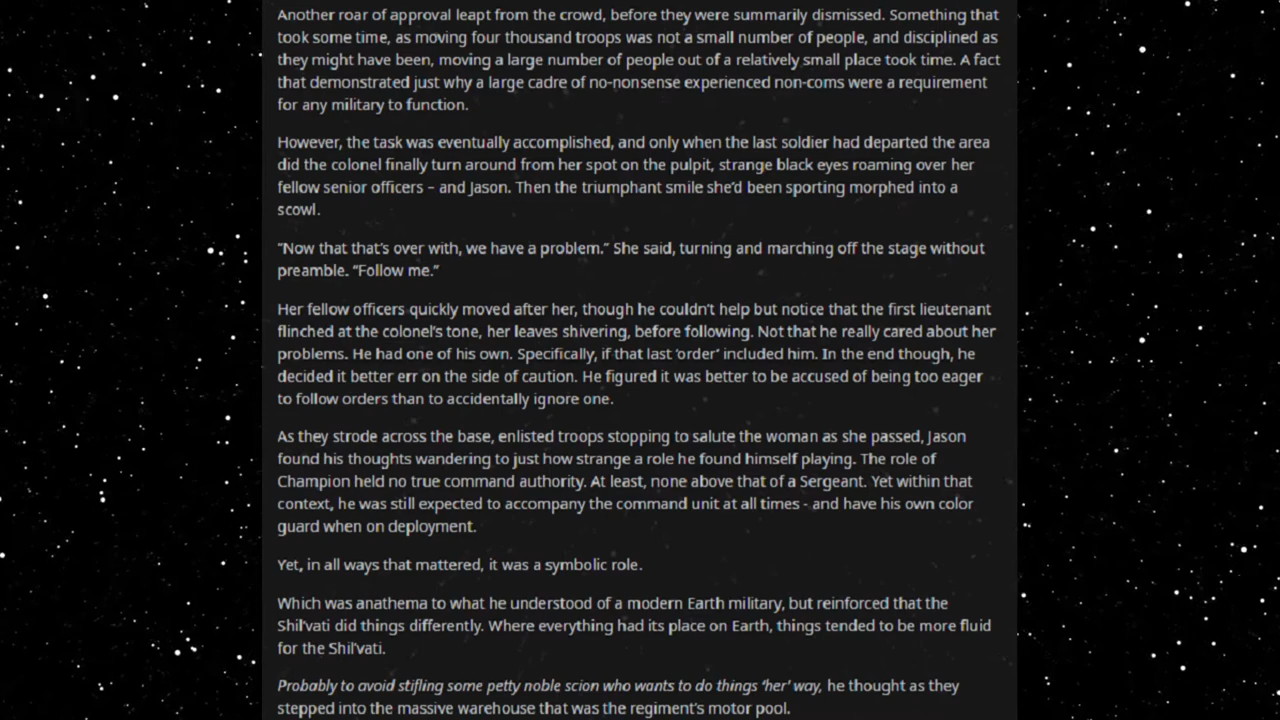 Another roar of approval leapt from the crowd, before they were summarily dismissed. Something that
took some time, as moving four thousand troops was not a small number of people, and disciplined as
they might have been, moving a large number of people out of a relatively small place took time. A fact
that demonstrated just why a large cadre of no-nonsense experienced non-coms were a requirement
for any military to function.
However, the task was eventually accomplished, and only when the last soldier had departed the area
did the colonel finally turn around from her spot on the pulpit, strange black eyes roaming over her
fellow senior officers – and Jason. Then the triumphant smile she’d been sporting morphed into a
scowl.
“Now that that’s over with, we have a problem.” She said, turning and marching off the stage without
preamble. “Follow me.”
Her fellow officers quickly moved after her, though he couldn’t help but notice that the first lieutenant
flinched at the colonel’s tone, her leaves shivering, before following. Not that he really cared about her
problems. He had one of his own. Specifically, if that last ‘order’ included him. In the end though, he
decided it better err on the side of caution. He figured it was better to be accused of being too eager
to follow orders than to accidentally ignore one.
As they strode across the base, enlisted troops stopping to salute the woman as she passed, Jason
found his thoughts wandering to just how strange a role he found himself playing. The role of
Champion held no true command authority. At least, none above that of a Sergeant. Yet within that
context, he was still expected to accompany the command unit at all times - and have his own color
guard when on deployment.
Yet, in all ways that mattered, it was a symbolic role.
Which was anathema to what he understood of a modern Earth military, but reinforced that the
Shil’vati did things differently. Where everything had its place on Earth, things tended to be more fluid
for the Shil’vati.
Probably to avoid stifling some petty noble scion who wants to do things ‘her’ way, he thought as they
stepped into the massive warehouse that was the regiment’s motor pool.